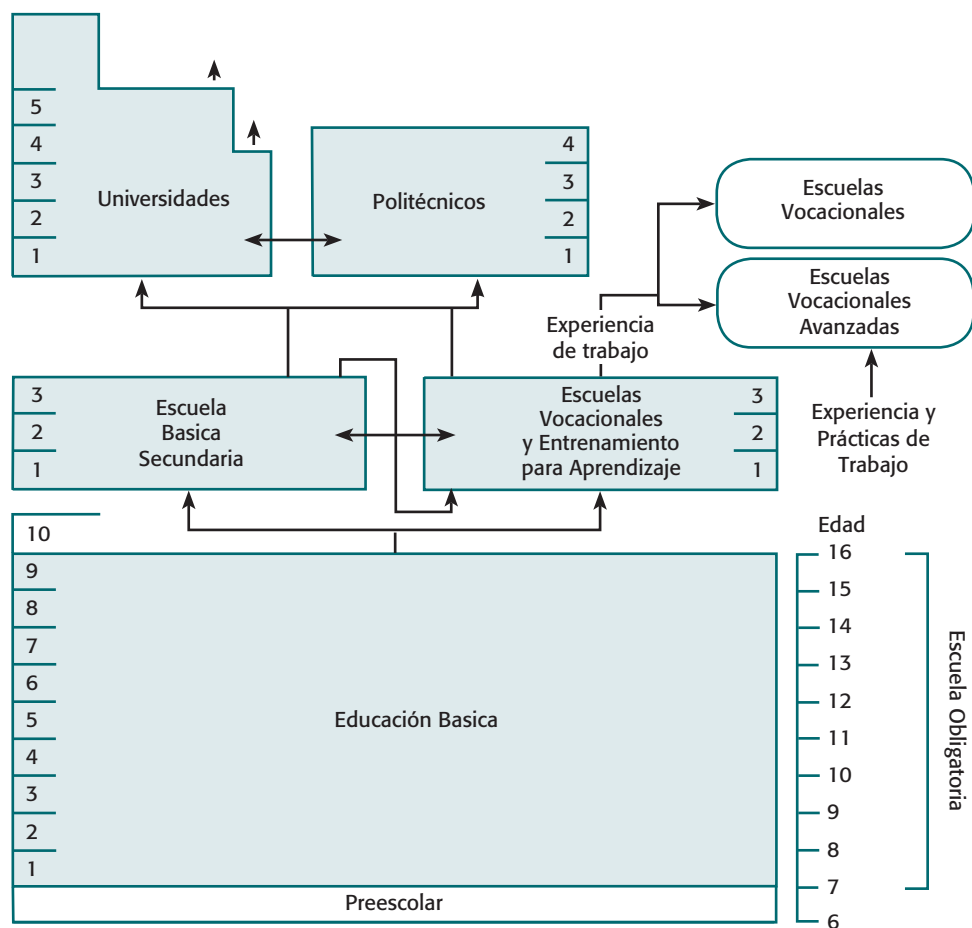 5
4
3
2
1
Universidades
Politécnicos
4
3
2
1
Escuelas
Vocacionales
Escuelas
Vocacionales
Avanzadas
Experiencia
de trabajo
3
2
1
Escuela
Basica
Secundaria
Escuelas
Vocacionales
y Entrenamiento
para Aprendizaje
3
2
1
Experiencia y
Prácticas de
Trabajo
10
9
8
7
6
5
4
3
2
1
Educación Basica
Preescolar
Edad
16
15
14
13
12
11
10
9
8
7
6
Escuela Obligatoria